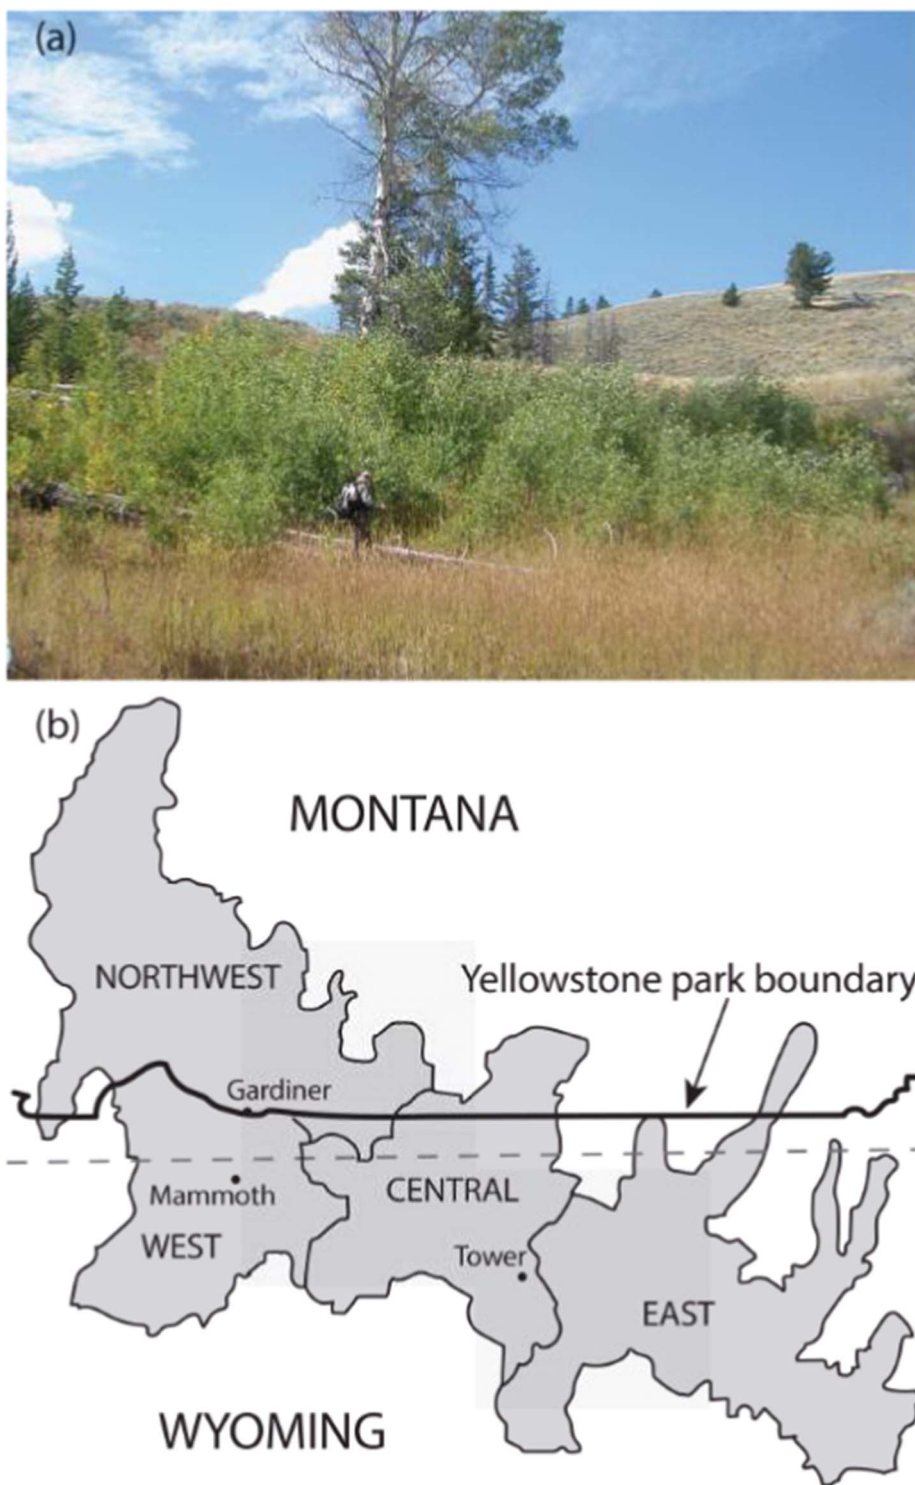 (a)
(b)
MONTANA
NORTHWEST
Yellowstone park boundary
Gardiner
Mammoth
CENTRAL
WEST
Tower
EAST
WYOMING